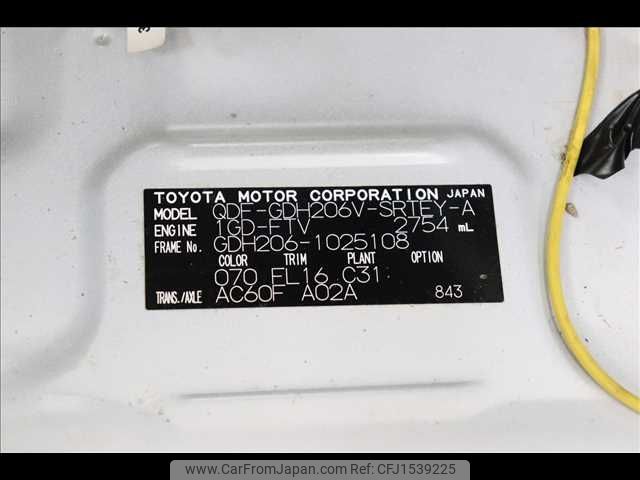 3
TOYOTA MOTOR CORPORATION JAPAN
MODEL QDF-GDH206V-SRTEY-A
ENGINE 1GD-FTV 2754 mL
FRAME No. GDH206-1025108
COLOR TRIM PLANT OPTION
070 FL16 C31
TRANS./AXLE AC60F A02A 843
www.CarFromJapan.com CFJ1539225